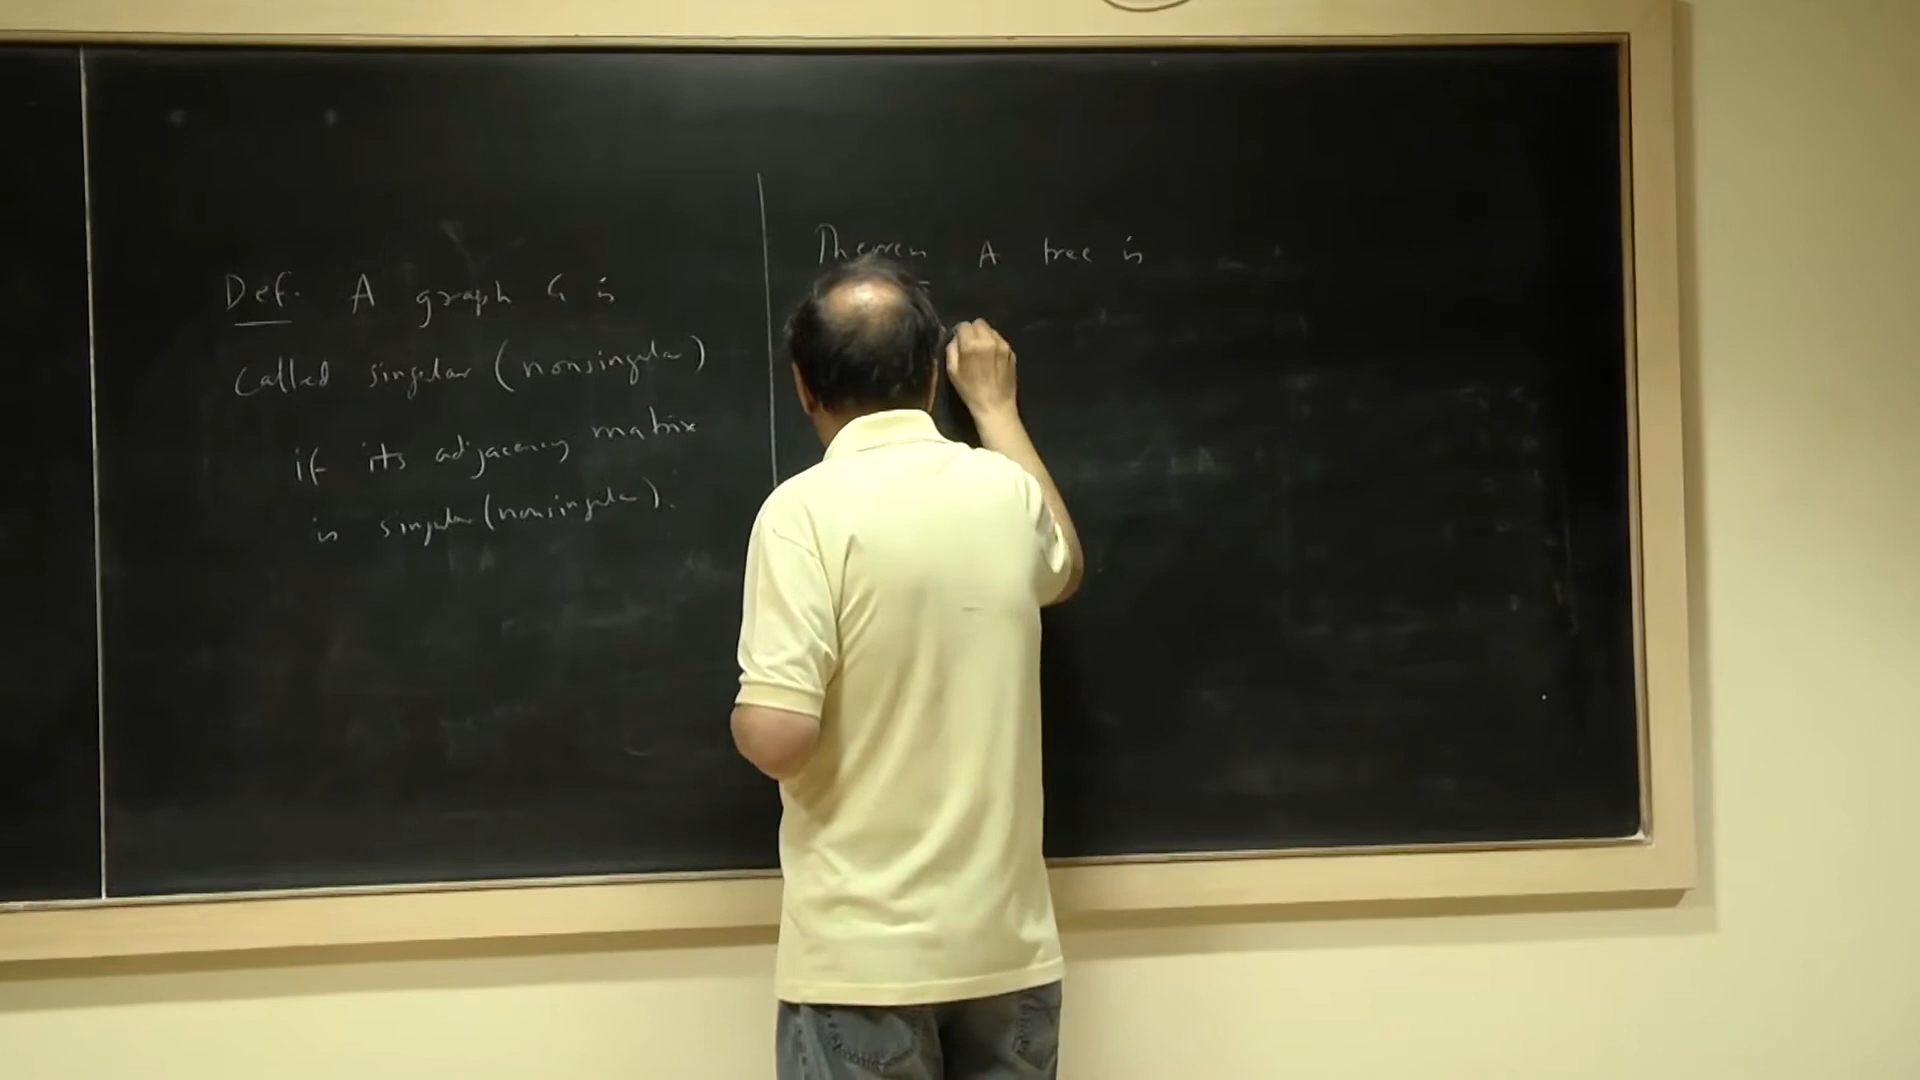 Def. A graph G is
called singular (nonsingular)
if its adjacency matrix
is singular (nonsingular).
Theorem A tree is